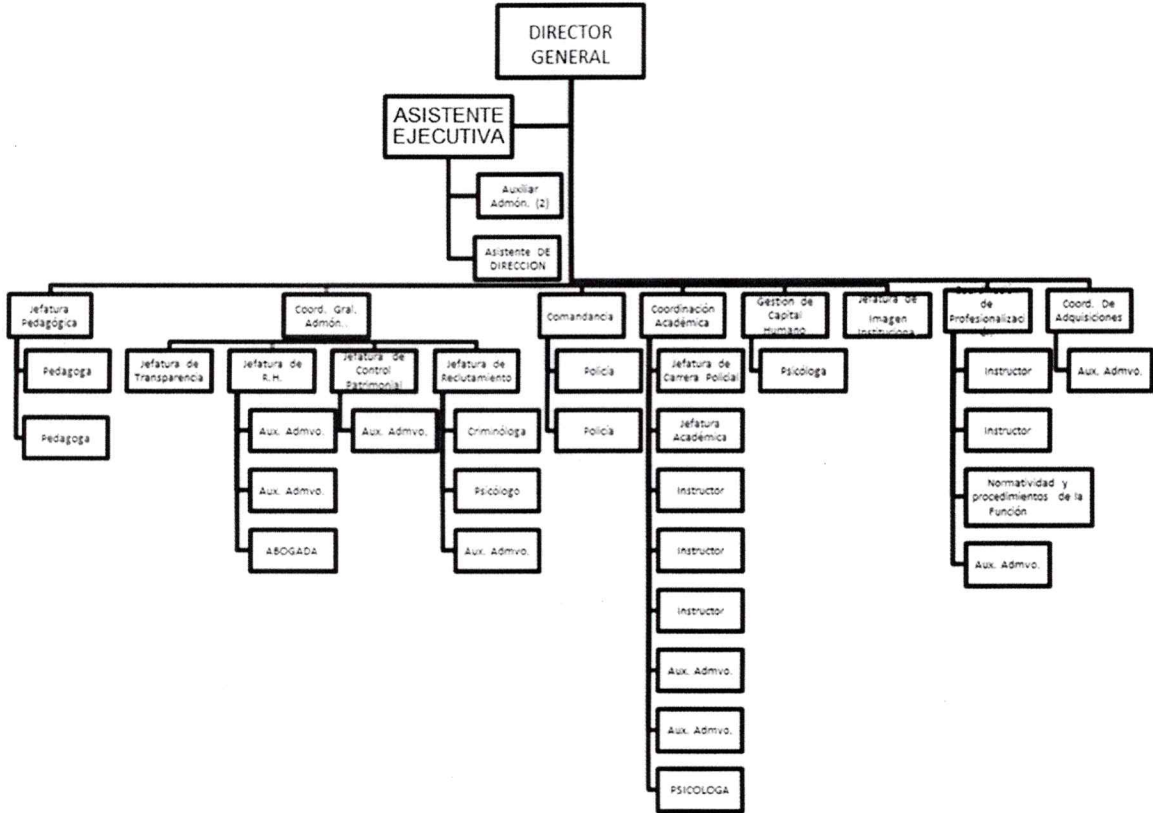 DIRECTOR
GENERAL
ASISTENTE
EJECUTIVA
Auxiliar
Admón. (2)
Asistente DE
DIRECCION
Jefatura
Pedagógica
Pedagoga
Pedagoga
Coord. Gral.
Admón..
Jefatura de
Transparencia
Jefatura de
R.H.
Aux. Admvo.
Aux. Admvo.
ABOGADA
Jefatura de
Control
Patrimonial
Aux. Admvo.
Jefatura de
Reclutamiento
Criminóloga
Psicólogo
Aux. Admvo.
Comandancia
Policía
Policía
Coordinación
Académica
Jefatura de
Carrera Policial
Jefatura
Académica
Instructor
Instructor
Instructor
Aux. Admvo.
Aux. Admvo.
PSICOLOGA
Gestion de
Capital
Humano
Psicóloga
Jefatura de
Imagen
Instituciona
de
Profesionalizaci
Instructor
Instructor
Normatividad y
procedimientos de la
Función
Aux. Admvo.
Coord. De
Adquisiciones
Aux. Admvo.